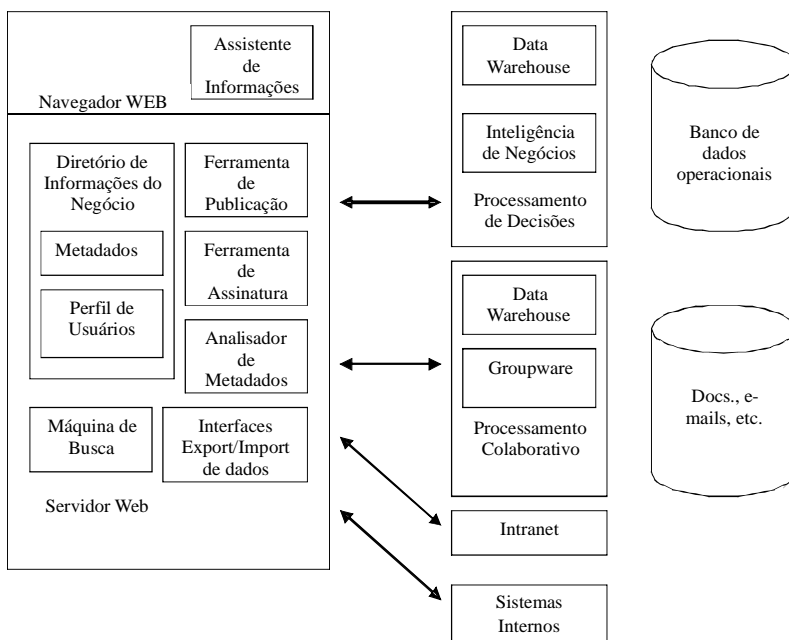 Assistente
de
Informações
Navegador WEB
Diretório de
Informações do
Negócio
Metadados
Perfil de
Usuários
Ferramenta
de
Publicação
Ferramenta
de
Assinatura
Analisador
de
Metadados
Máquina de
Busca
Interfaces
Export/Import
de dados
Servidor Web
Data
Warehouse
Inteligência
de Negócios
Processamento
de Decisões
Data
Warehouse
Groupware
Processamento
Colaborativo
Intranet
Sistemas
Internos
Banco de
dados
operacionais
Docs., e-
mails, etc.